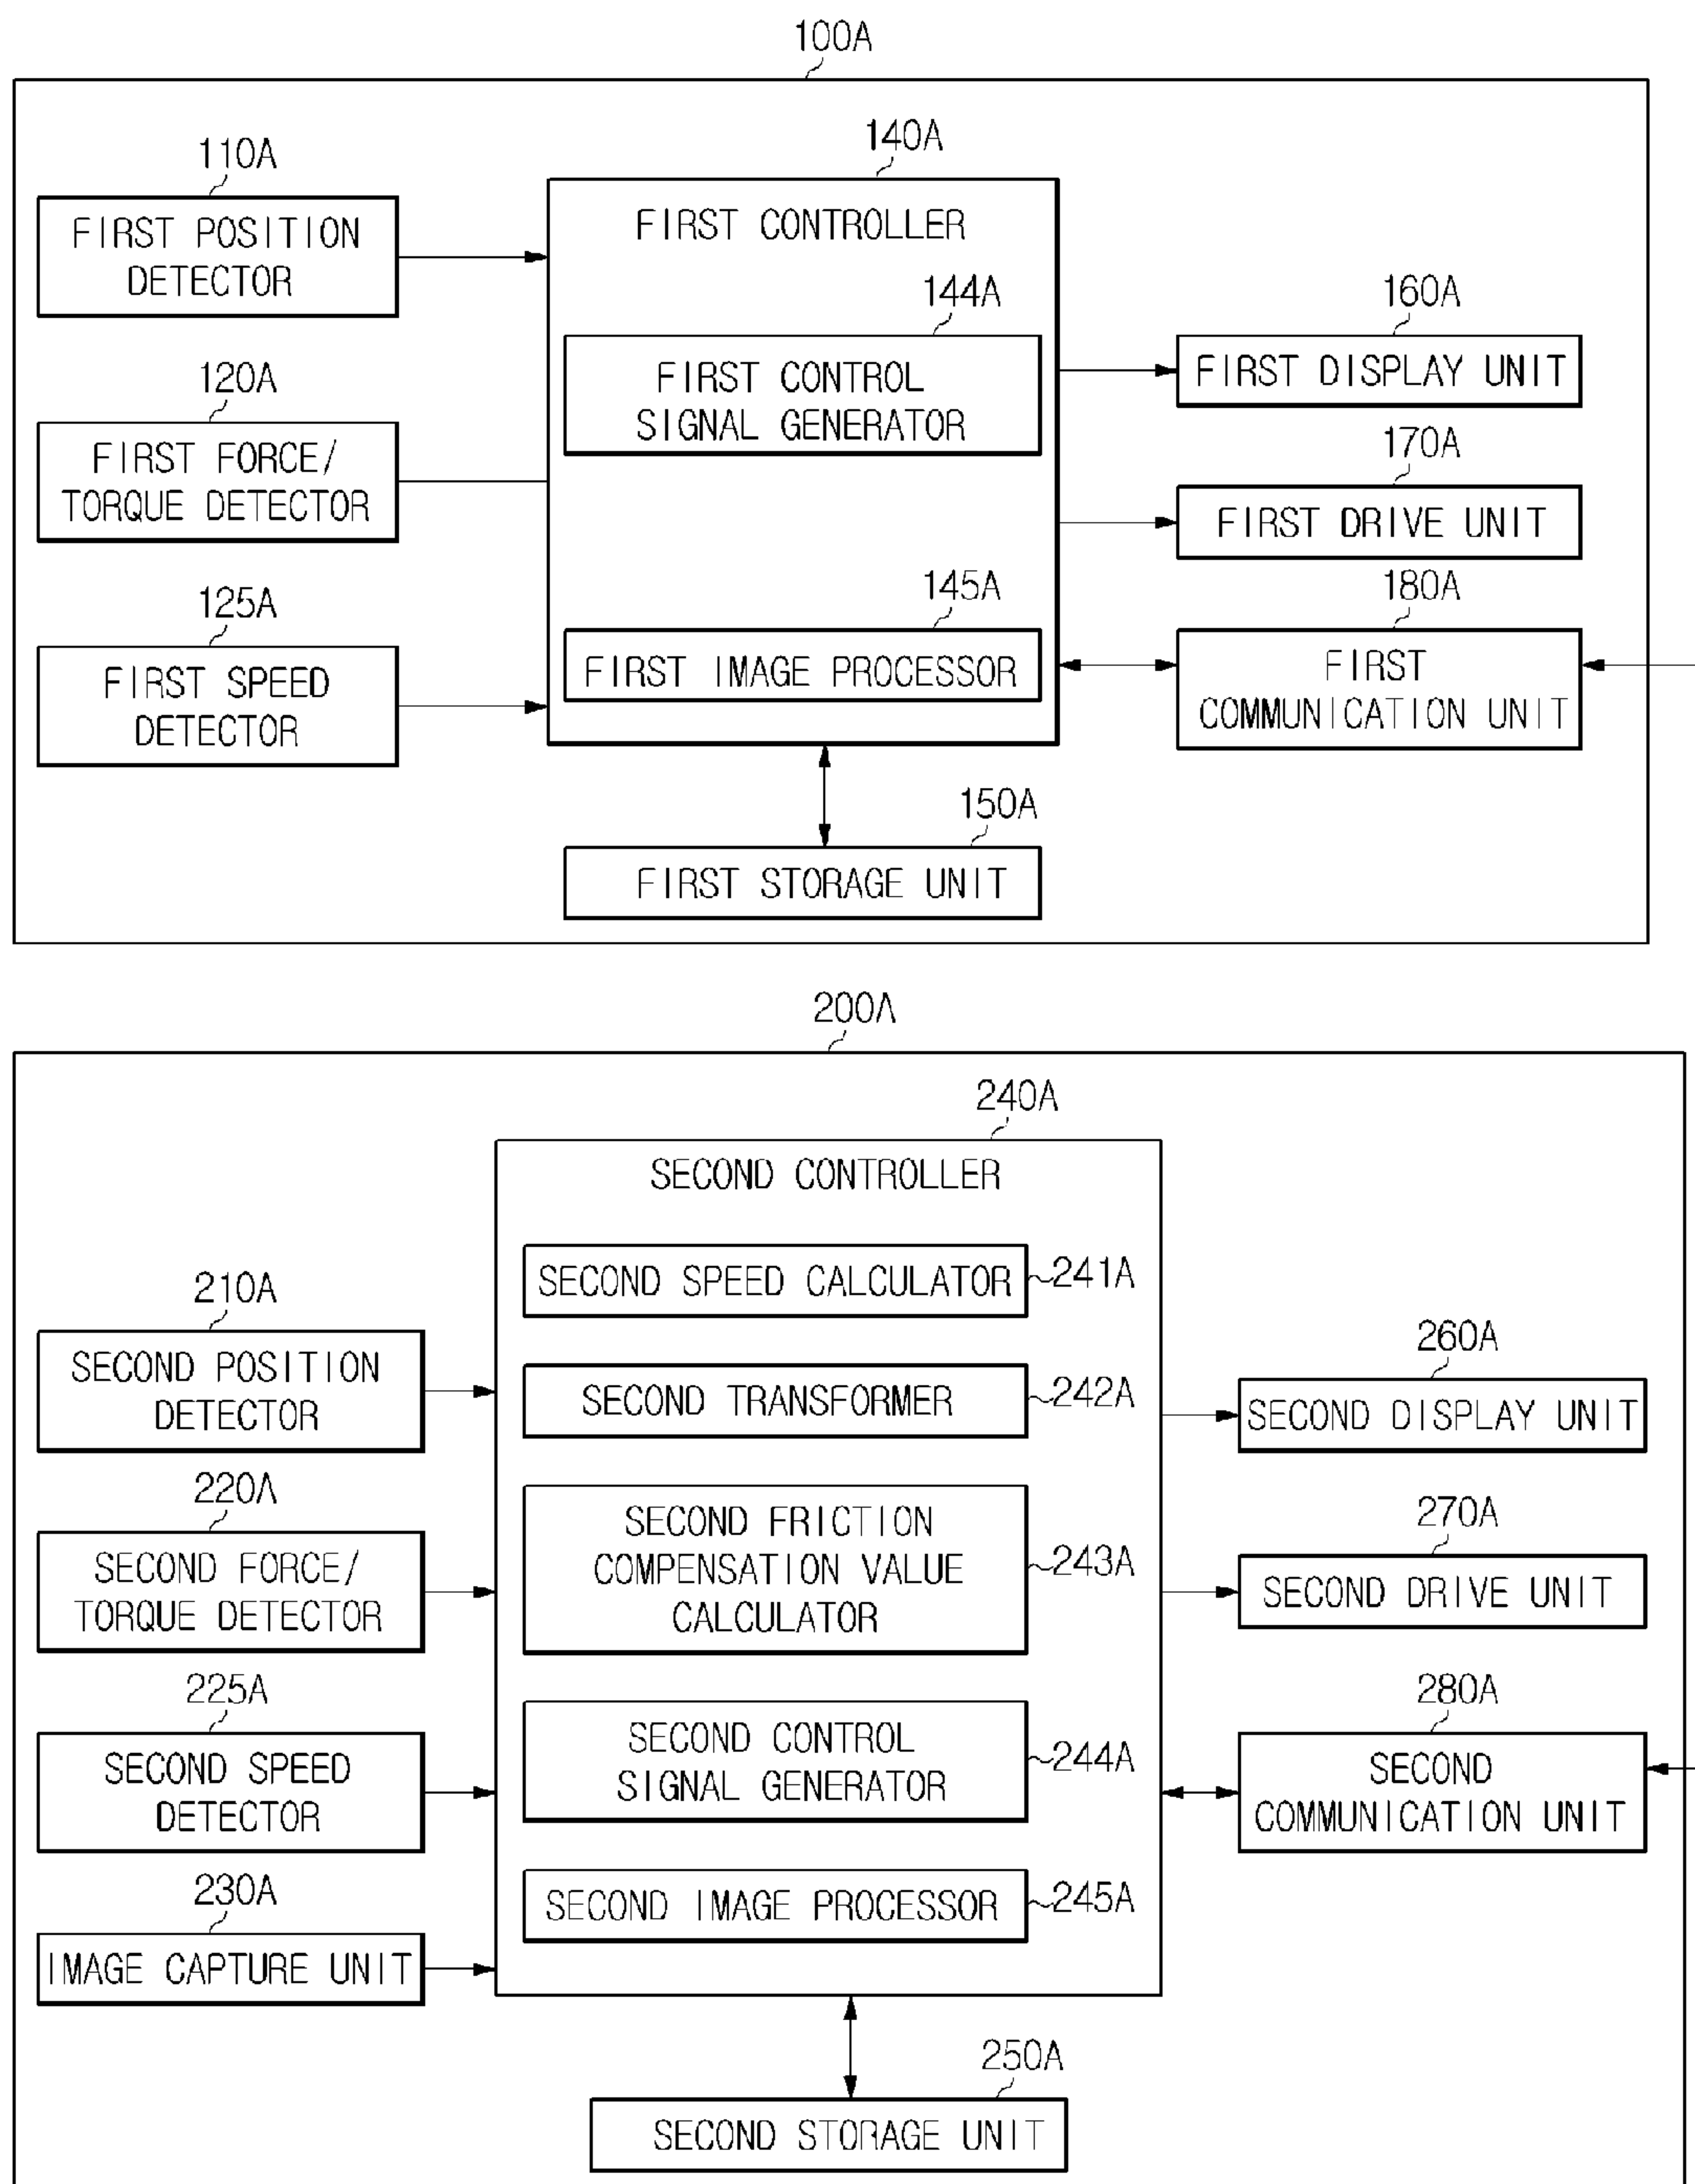 100A
110A
FIRST POSITION
DETECTOR
120A
FIRST FORCE/
TORQUE DETECTOR
125A
FIRST SPEED
DETECTOR
140A
FIRST CONTROLLER
144A
FIRST CONTROL
SIGNAL GENERATOR
145A
FIRST IMAGE PROCESSOR
150A
FIRST STORAGE UNIT
160A
FIRST DISPLAY UNIT
170A
FIRST DRIVE UNIT
180A
FIRST
COMMUNICATION UNIT
200A
210A
SECOND POSITION
DETECTOR
220A
SECOND FORCE/
TORQUE DETECTOR
225A
SECOND SPEED
DETECTOR
230A
IMAGE CAPTURE UNIT
240A
SECOND CONTROLLER
SECOND SPEED CALCULATOR 241A
SECOND TRANSFORMER 242A
SECOND FRICTION
COMPENSATION VALUE 243A
CALCULATOR
SECOND CONTROL
SIGNAL GENERATOR 244A
SECOND IMAGE PROCESSOR 245A
250A
SECOND STORAGE UNIT
260A
SECOND DISPLAY UNIT
270A
SECOND DRIVE UNIT
280A
SECOND
COMMUNICATION UNIT